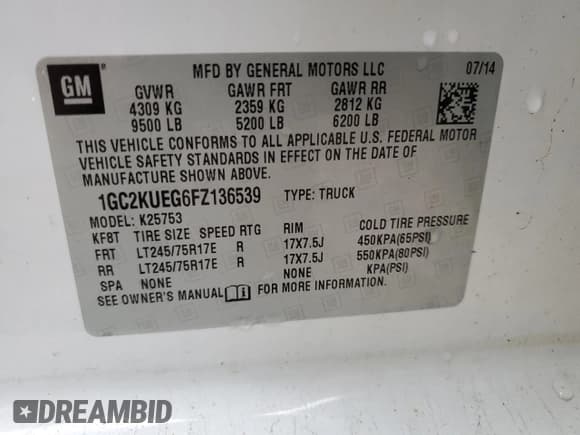 GM
MFD BY GENERAL MOTORS LLC 07/14
GVWR GAWR FRT GAWR RR
4309 KG 2359 KG 2812 KG
9500 LB 5200 LB 6200 LB
THIS VEHICLE CONFORMS TO ALL APPLICABLE U.S. FEDERAL MOTOR
VEHICLE SAFETY STANDARDS IN EFFECT ON THE DATE OF
MANUFACTURE SHOWN ABOVE.
1GC2KUEG6FZ136539 TYPE: TRUCK
MODEL: K25753
KF8T TIRE SIZE SPEED RTG RIM COLD TIRE PRESSURE
FRT LT245/75R17E R 17X7.5J 450KPA(65PSI)
RR LT245/75R17E R 17X7.5J 550KPA(80PSI)
SPA NONE NONE KPA(PSI)
SEE OWNER'S MANUAL FOR MORE INFORMATION.
DREAMBID